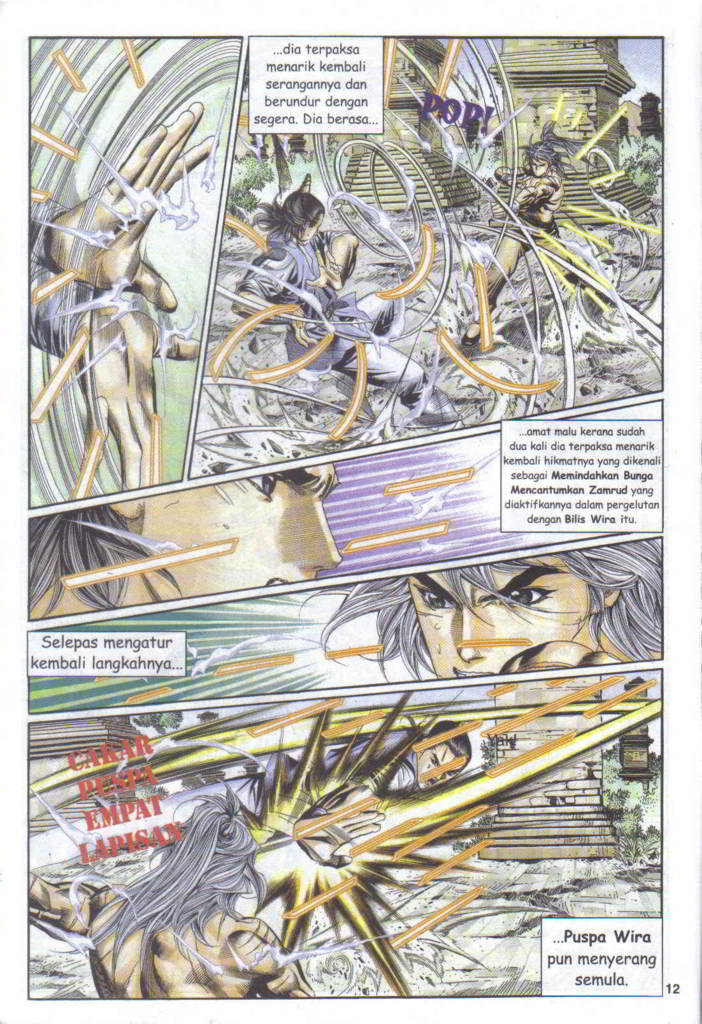 ...dia terpaksa
menarik kembali
serangannya dan
berundur dengan
segera. Dia berasa...
POP!
...amat malu kerana sudah
dua kali dia terpaksa menarik
kembali hikmatnya yang dikenali
sebagai Memindahkan Bunga
Mencantumkan Zamrud yang
diaktifkannya dalam pergelutan
dengan Bilis Wira itu.
Selepas mengatur
kembali langkahnya...
CAKAR
PUSPA
EMPAT
LAPISAN
...Puspa Wira
pun menyerang
semula.
12